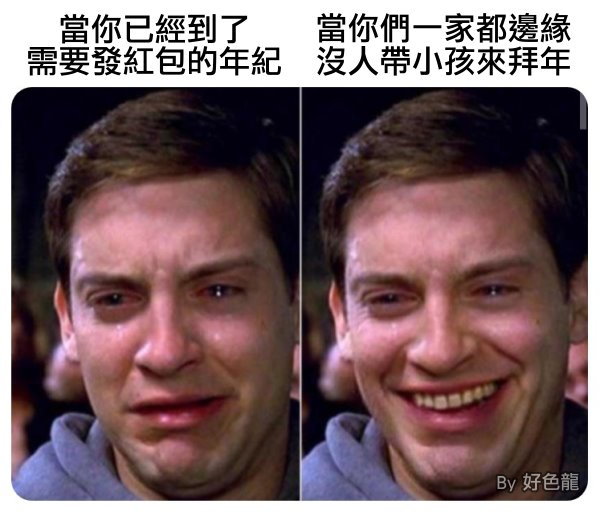 當你已經到了
需要發紅包的年紀
當你們一家都邊緣
沒人帶小孩來拜年
By 好色龍